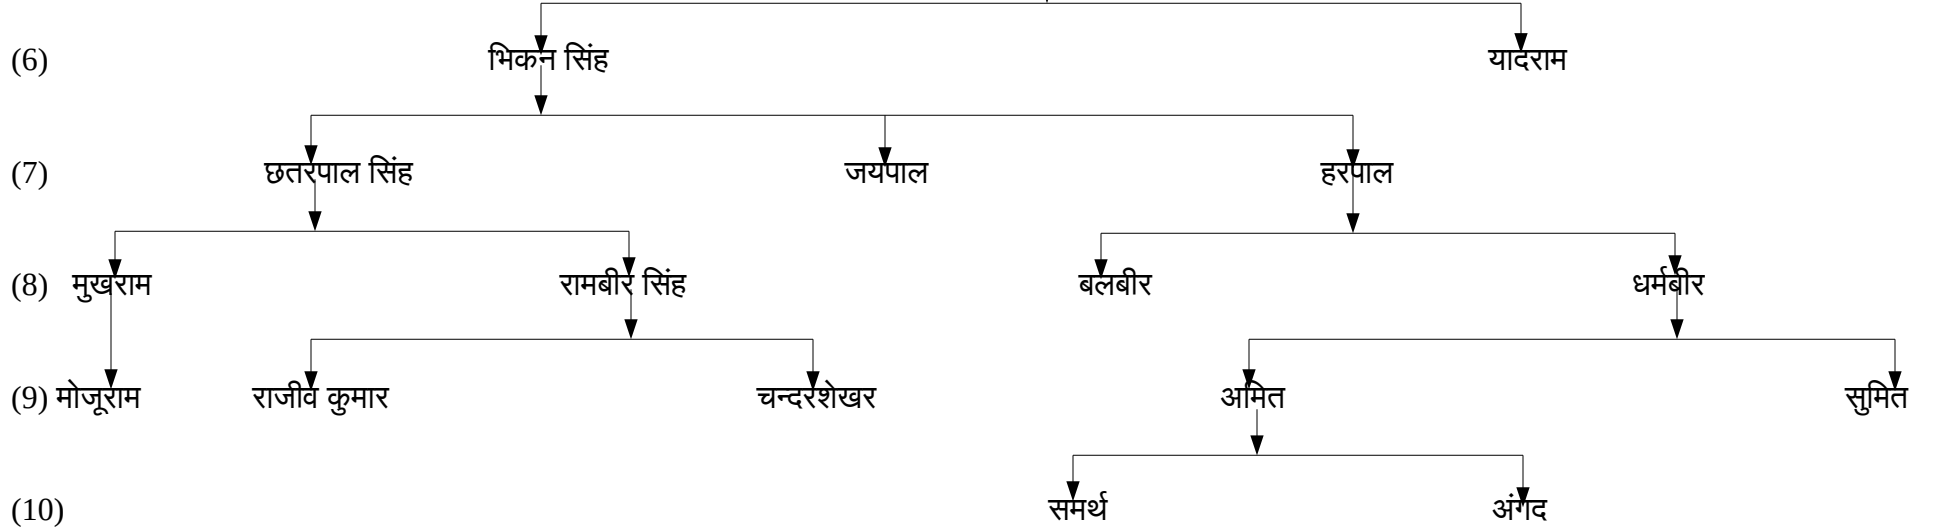 (6) भिकन सिंह यादराम
(7) छतरपाल सिंह जयपाल हरपाल
(8) मुखराम रामबीर सिंह बलबीर धर्मबीर
(9) मोजूराम राजीव कुमार चन्दरशेखर अमित सुमित
(10) समर्थ अंगद